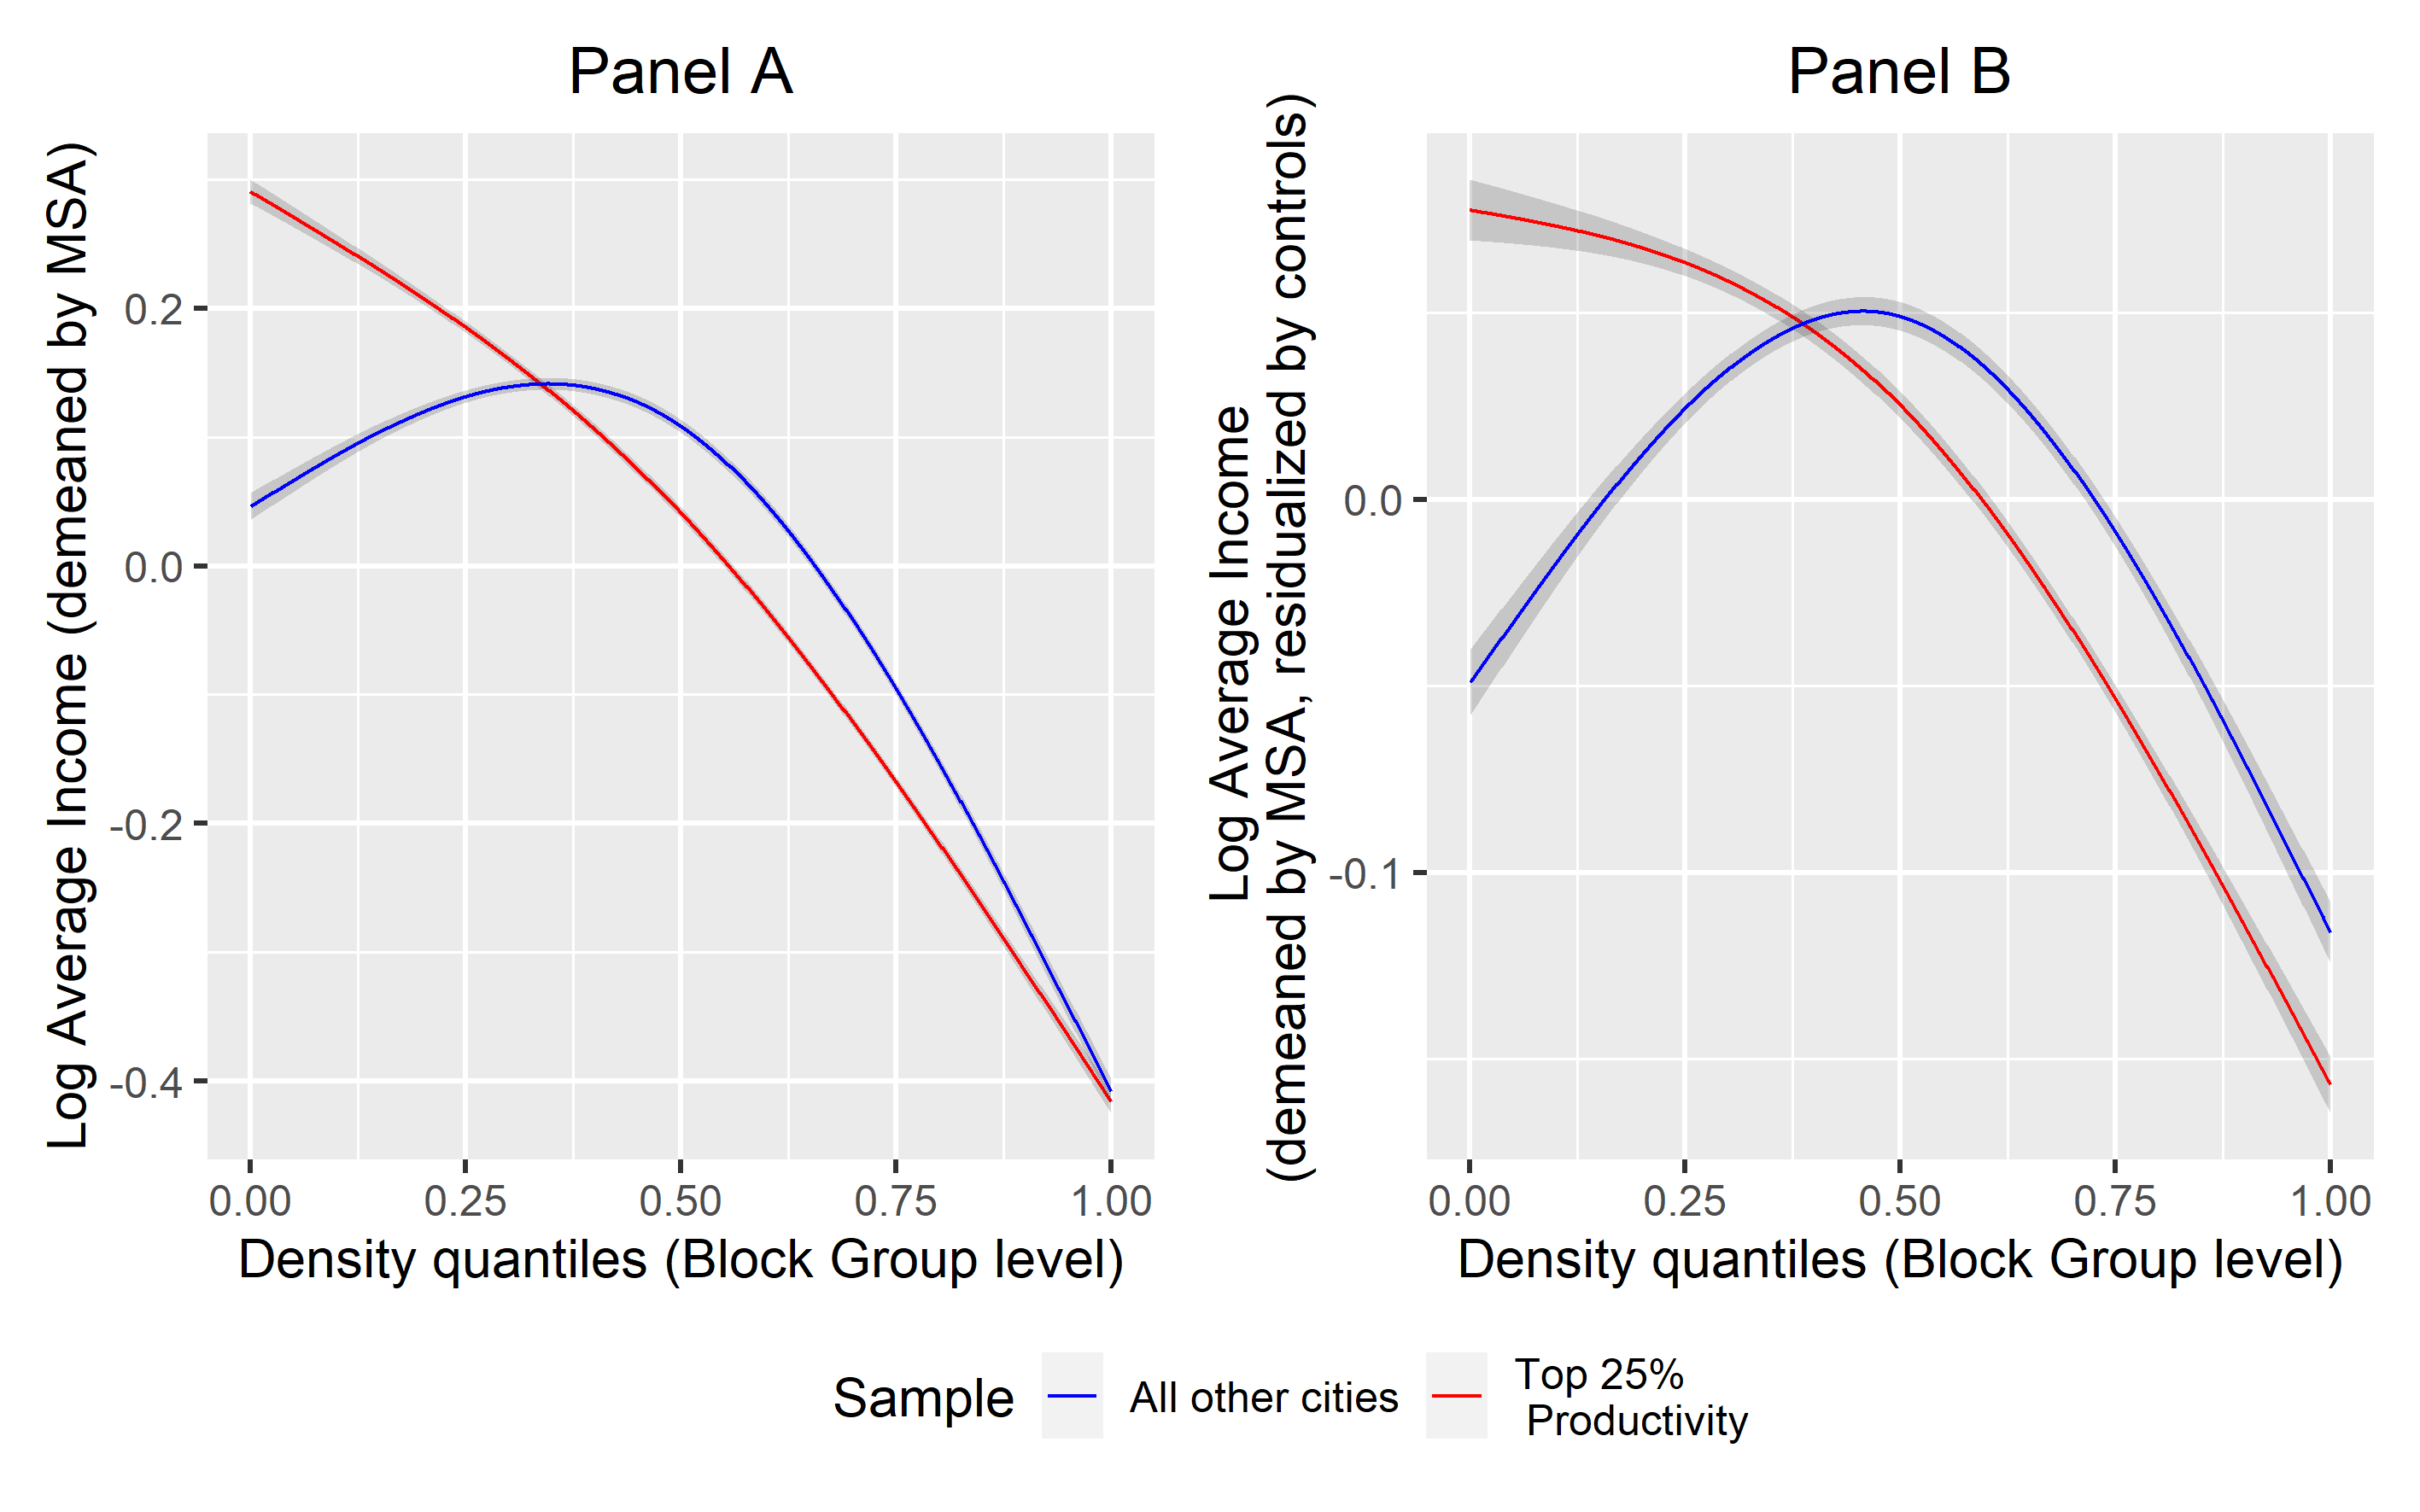 Panel A
Log Average Income (demeaned by MSA)
0.2
0.0
-0.2
-0.4
0.00 0.25 0.50 0.75 1.00
Density quantiles (Block Group level)
Panel B
Log Average Income
(demeaned by MSA, residualized by controls)
0.0
-0.1
0.00 0.25 0.50 0.75 1.00
Density quantiles (Block Group level)
Sample
All other cities
Top 25%
Productivity